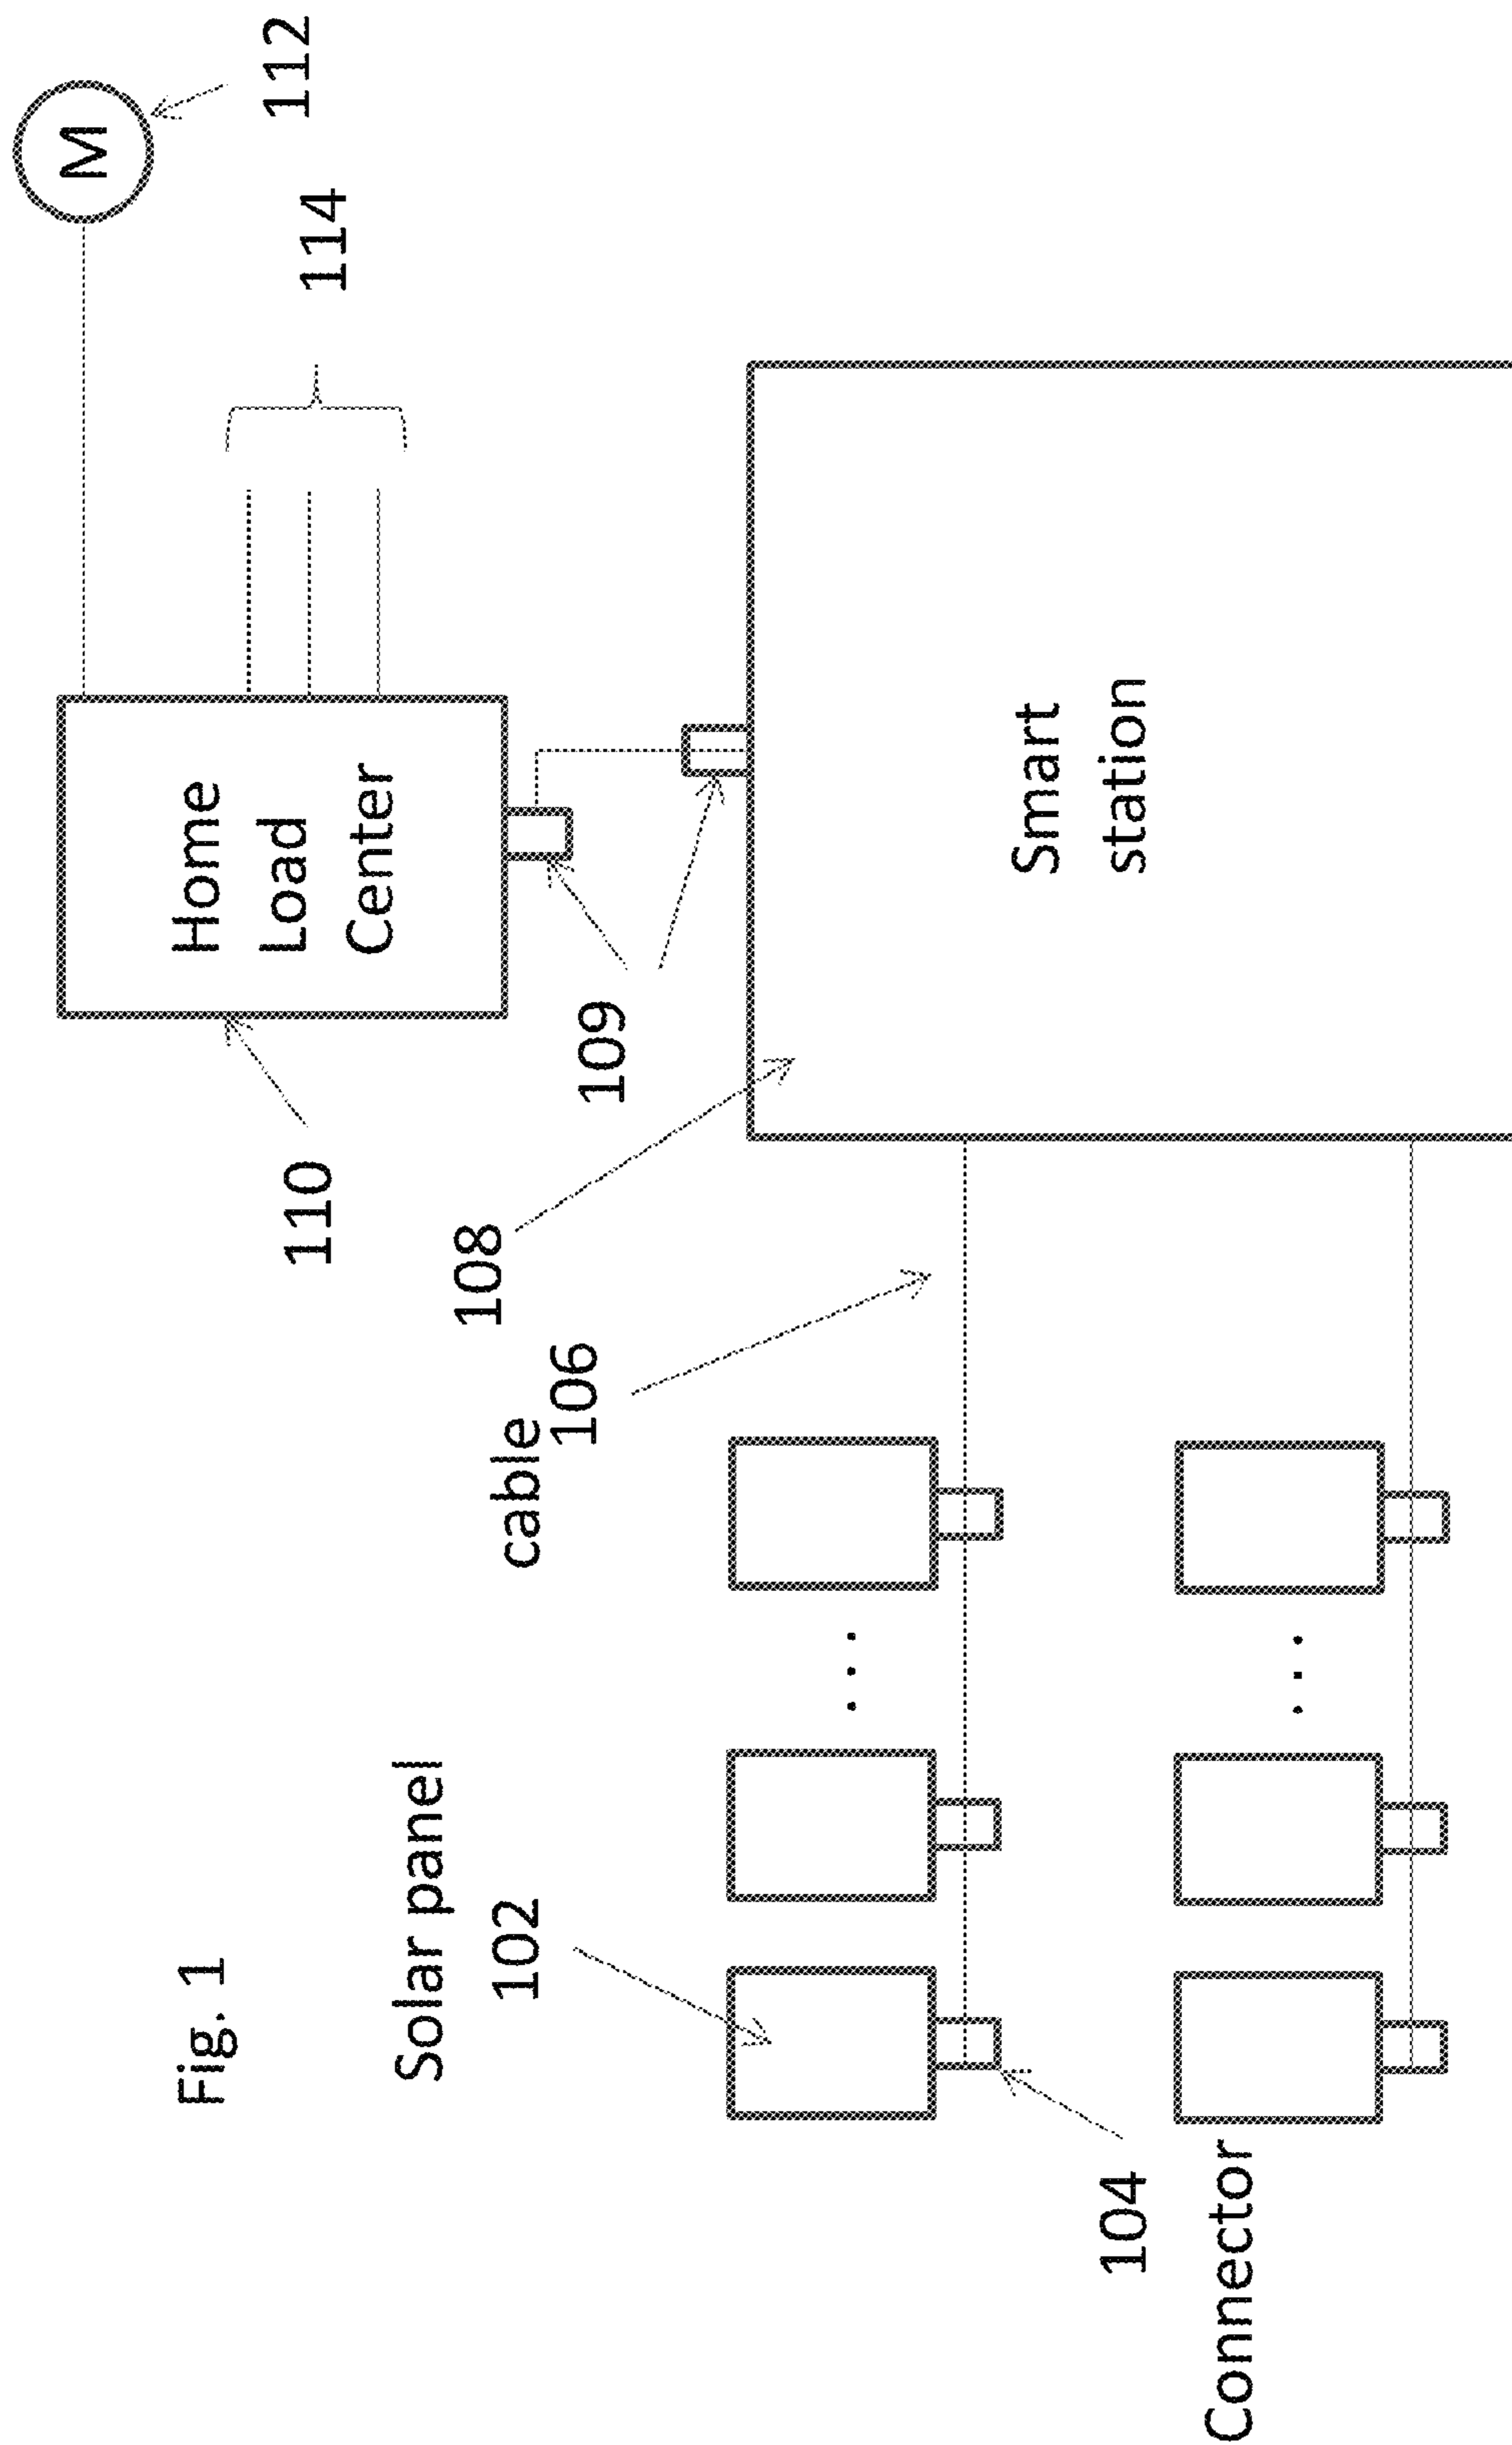 Fig. 1
Solar panel
102
cable
106
108
110
Home
Load
Center
109
114
M
112
Smart
station
104
Connector